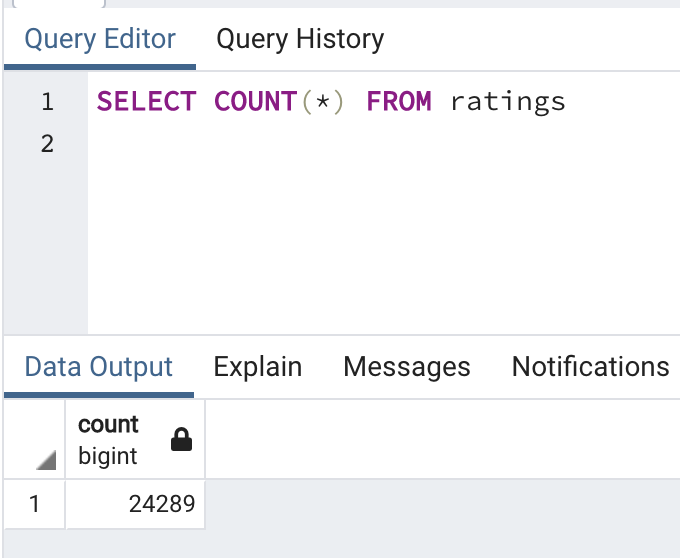 Query Editor Query History
1 SELECT COUNT(*) FROM ratings
2
Data Output Explain Messages Notifications
count
bigint
1 24289